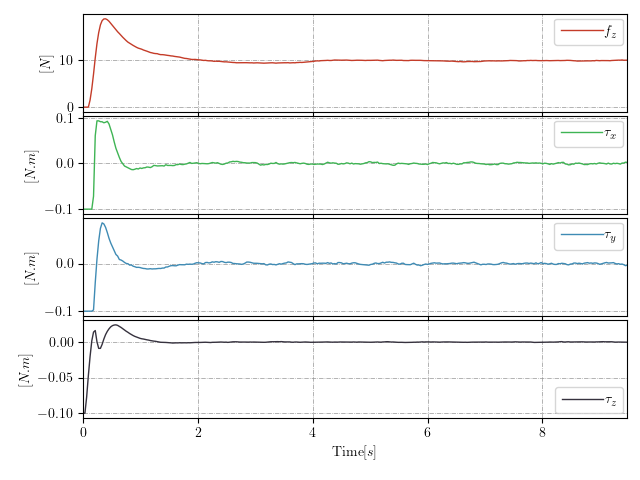 [N]
10
0
f_z
[N.m]
0.1
0.0
−0.1
τ_x
[N.m]
0.0
−0.1
τ_y
[N.m]
0.00
−0.05
−0.10
τ_z
0 2 4 6 8
Time[s]